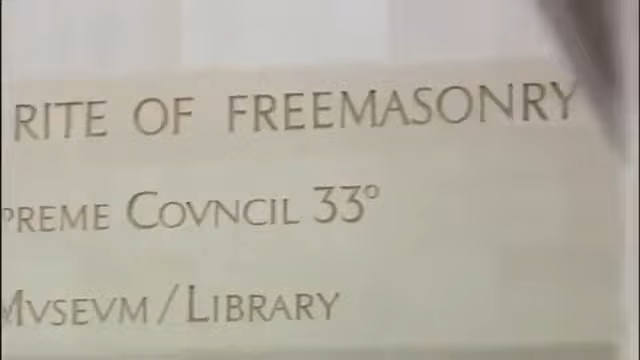 RITE OF FREEMASONRY
PREME COVNCIL 33°
MVSEVM / LIBRARY